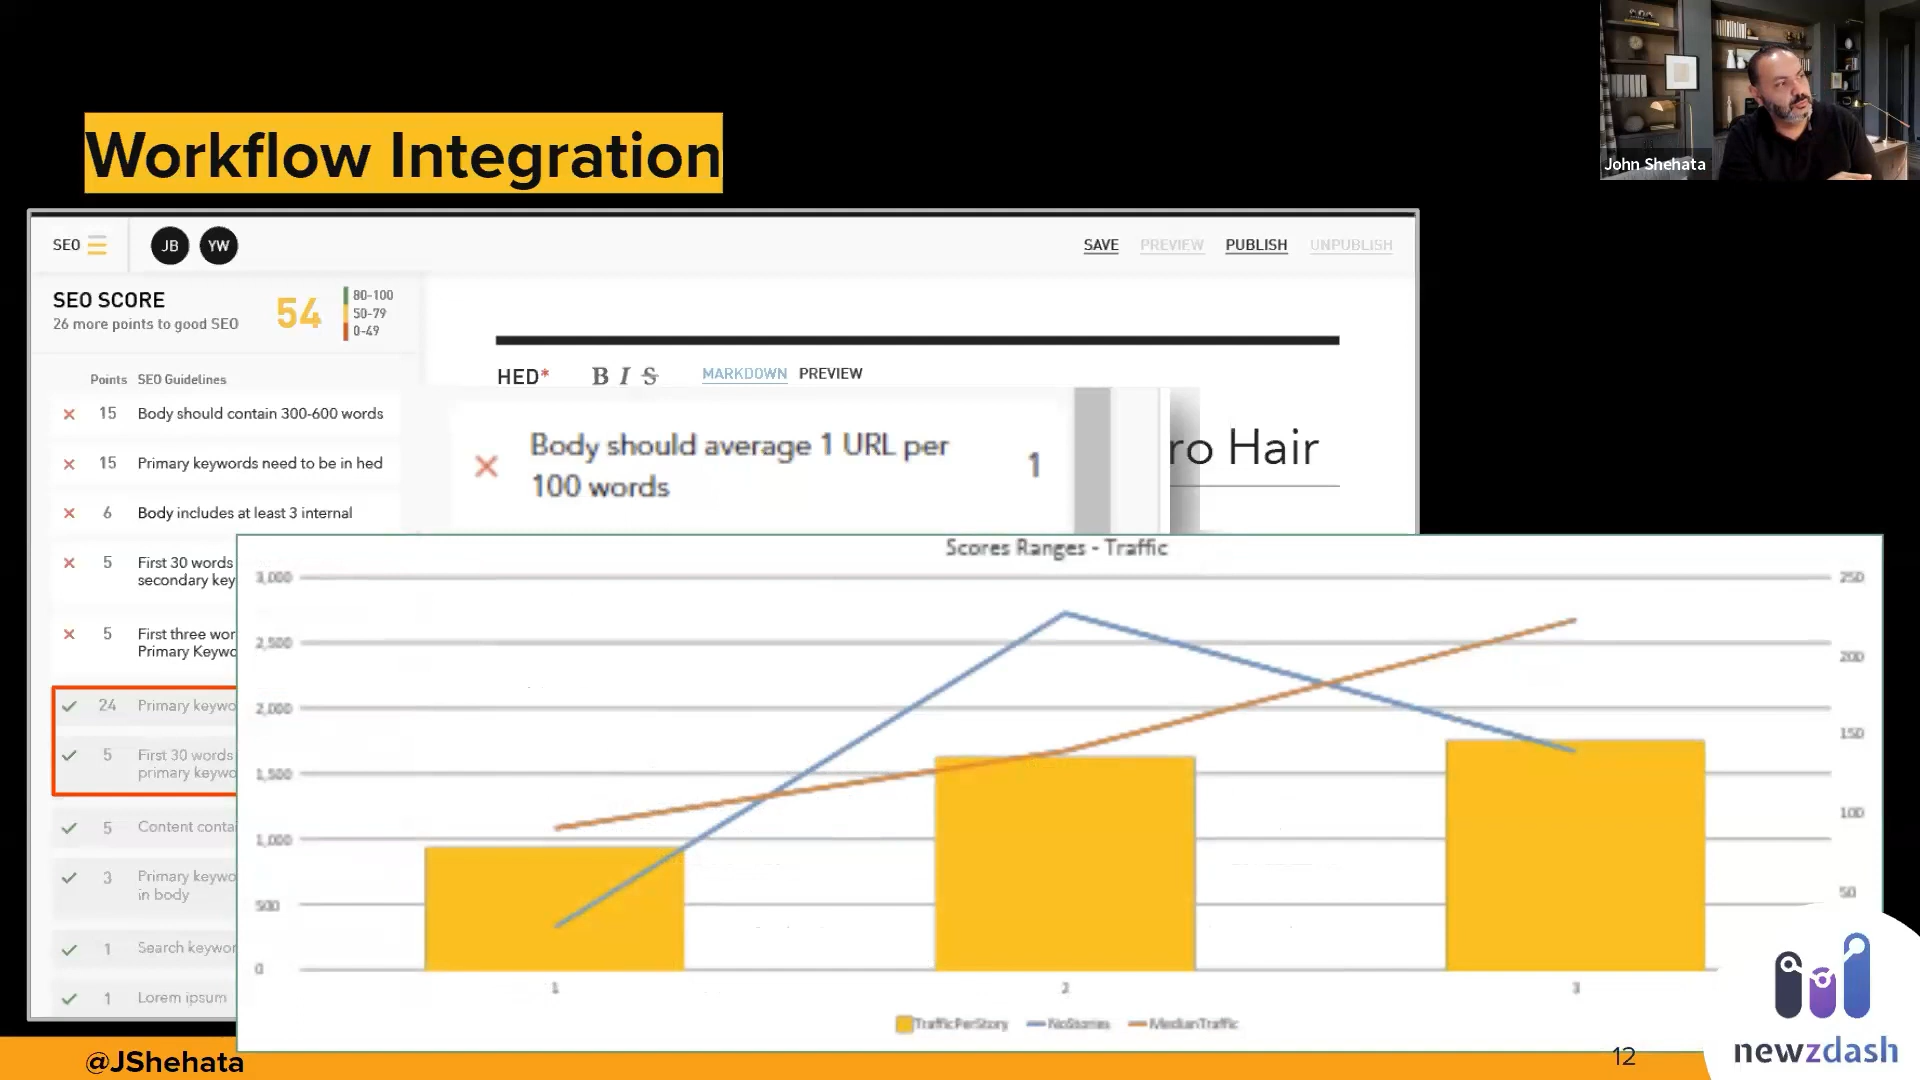 John Shehata
Workflow Integration
SEO
JB
YW
SAVE
PREVIEW
PUBLISH
UNPUBLISH
SEO SCORE
26 more points to good SEO
54
80-100
50-79
0-49
Points
SEO Guidelines
15 Body should contain 300-600 words
15 Primary keywords need to be in hed
6 Body includes at least 3 internal
5 First 30 words
secondary key
5 First three wor
Primary Keywo
24 Primary keywo
5 First 30 words
primary keywo
5 Content conta
3 Primary keywo
in body
1 Search keywor
1 Lorem ipsum
HED*
B I S
MARKDOWN
PREVIEW
Body should average 1 URL per
100 words
1
ro Hair
Scores Ranges - Traffic
3,000
2,500
2,000
1,500
1,000
500
0
250
200
150
100
50
1
2
3
TrafficPerStory
NoStories
MedianTraffic
@JShehata
12
newzdash